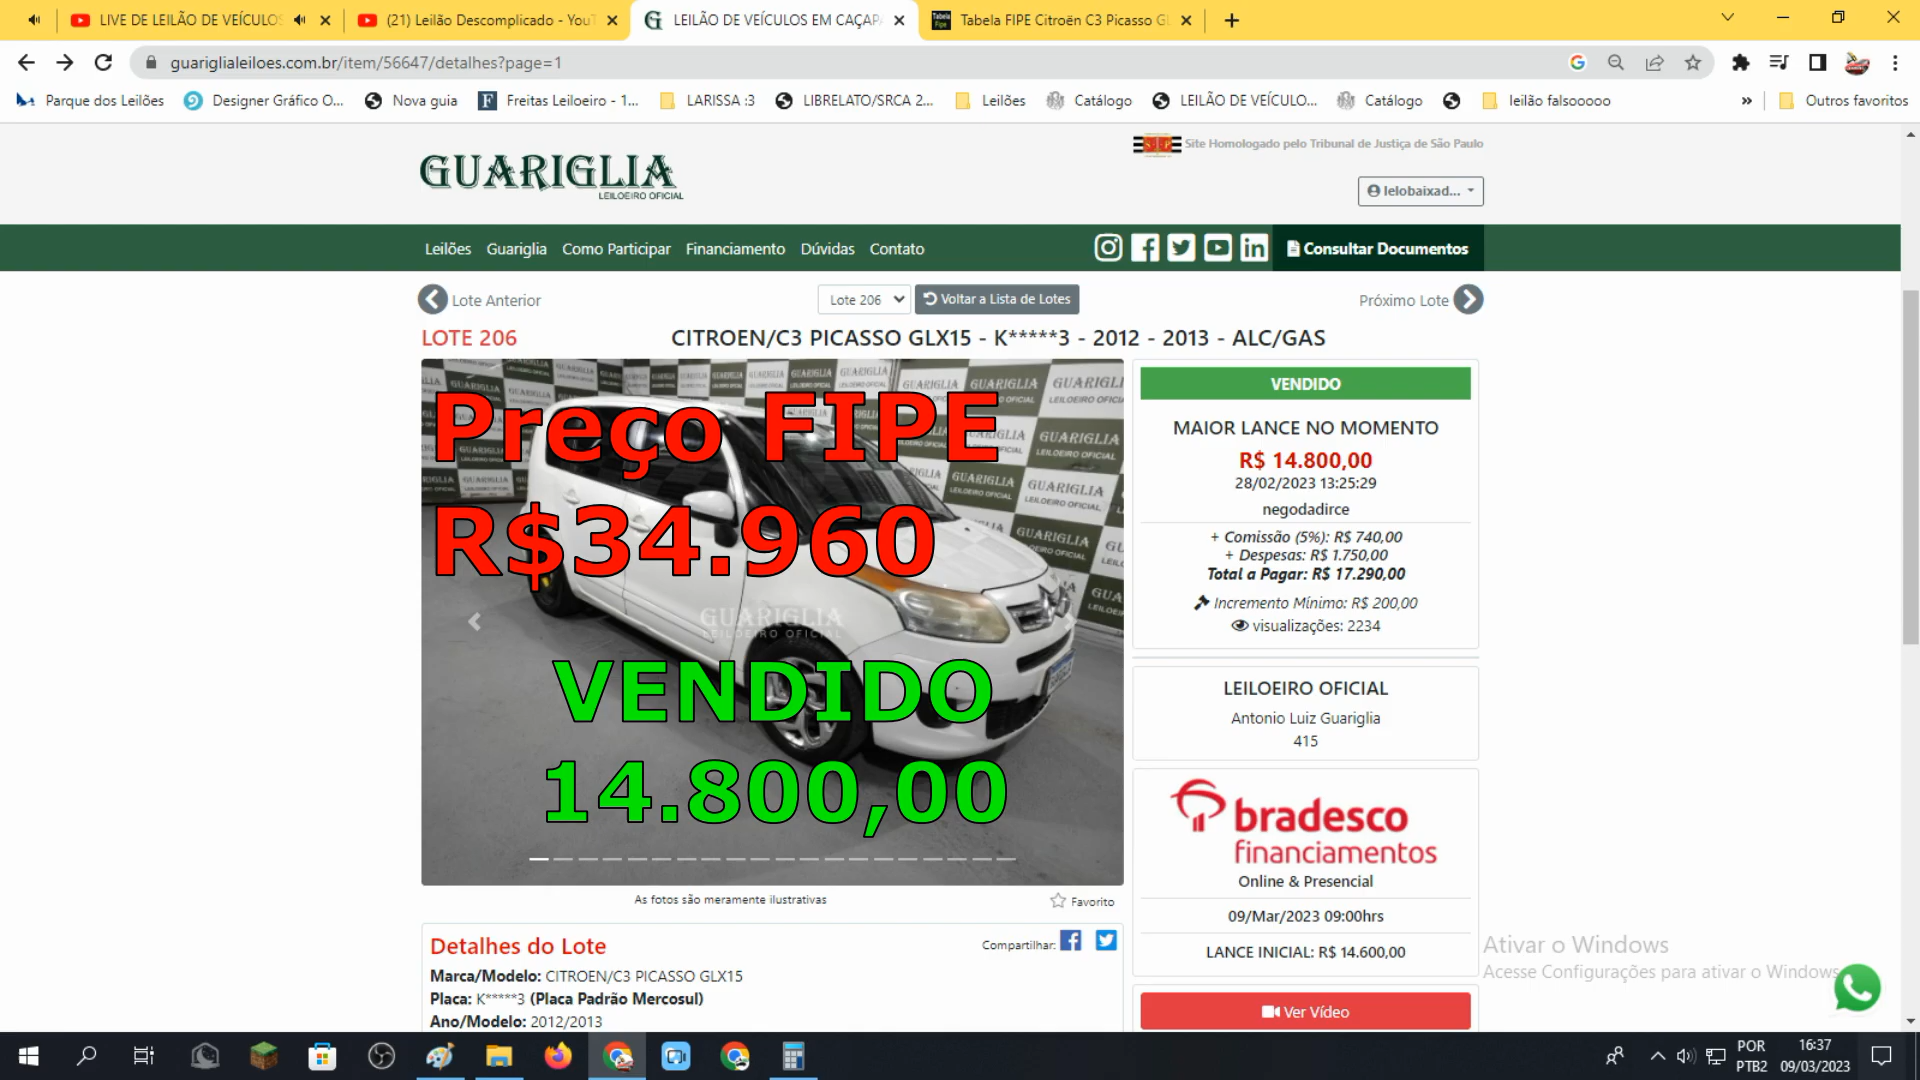 LIVE DE LEILÃO DE VEÍCULOS
(21) Leilão Descomplicado - YouT
LEILÃO DE VEÍCULOS EM CAÇAPA
Tabela FIPE Citroën C3 Picasso GL
guariglialeiloes.com.br/item/56647/detalhes?page=1
Parque dos Leilões
Designer Gráfico O...
Nova guia
Freitas Leiloeiro - 1...
LARISSA :3
LIBRELATO/SRCA 2...
Leilões
Catálogo
LEILÃO DE VEÍCULO...
Catálogo
leilão falsooooo
»
Outros favoritos
GUARIGLIA
LEILOEIRO OFICIAL
Site Homologado pelo Tribunal de Justiça de São Paulo
lelobaixad...
Leilões Guariglia Como Participar Financiamento Dúvidas Contato
Consultar Documentos
Lote Anterior
Lote 206
Voltar a Lista de Lotes
Próximo Lote
LOTE 206
CITROEN/C3 PICASSO GLX15 - K*****3 - 2012 - 2013 - ALC/GAS
Preço FIPE
R$34.960
GUARIGLIA
LEILOEIRO OFICIAL
VENDIDO
14.800,00
As fotos são meramente ilustrativas
Favorito
VENDIDO
MAIOR LANCE NO MOMENTO
R$ 14.800,00
28/02/2023 13:25:29
negodadirce
+ Comissão (5%): R$ 740,00
+ Despesas: R$ 1.750,00
Total a Pagar: R$ 17.290,00
Incremento Mínimo: R$ 200,00
visualizações: 2234
LEILOEIRO OFICIAL
Antonio Luiz Guariglia
415
bradesco
financiamentos
Online & Presencial
09/Mar/2023 09:00hrs
LANCE INICIAL: R$ 14.600,00
Ver Vídeo
Detalhes do Lote
Compartilhar:
Marca/Modelo: CITROEN/C3 PICASSO GLX15
Placa: K*****3 (Placa Padrão Mercosul)
Ano/Modelo: 2012/2013
Ativar o Windows
Acesse Configurações para ativar o Windows
POR
PTB2
16:37
09/03/2023